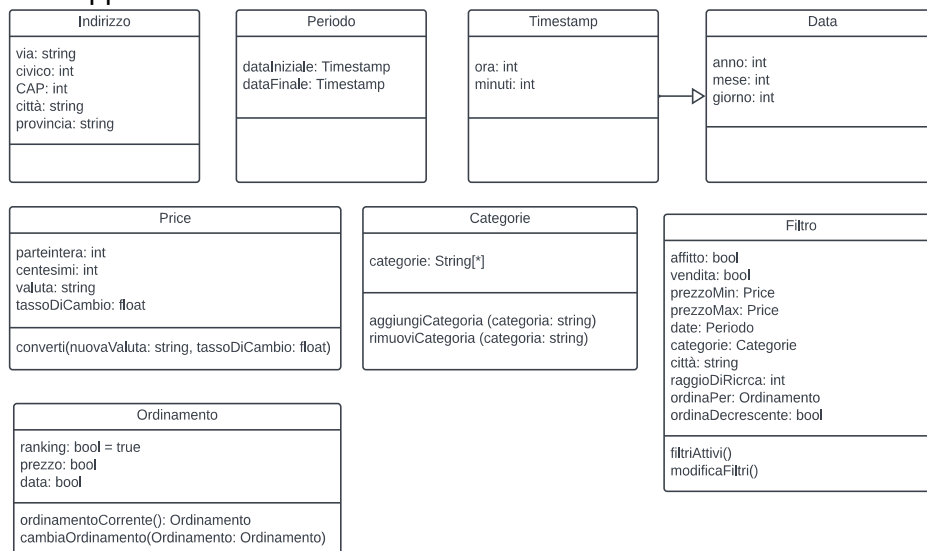 Indirizzo
via: string
civico: int
CAP: int
città: string
provincia: string
Periodo
dataIniziale: Timestamp
dataFinale: Timestamp
Timestamp
ora: int
minuti: int
Data
anno: int
mese: int
giorno: int
Price
parteintera: int
centesimi: int
valuta: string
tassoDiCambio: float
converti(nuovaValuta: string, tassoDiCambio: float)
Categorie
categorie: String[*]
aggiungiCategoria (categoria: string)
rimuoviCategoria (categoria: string)
Filtro
affitto: bool
vendita: bool
prezzoMin: Price
prezzoMax: Price
date: Periodo
categorie: Categorie
città: string
raggioDiRicrca: int
ordinaPer: Ordinamento
ordinaDecrescente: bool
filtriAttivi()
modificaFiltri()
Ordinamento
ranking: bool = true
prezzo: bool
data: bool
ordinamentoCorrente(): Ordinamento
cambiaOrdinamento(Ordinamento: Ordinamento)